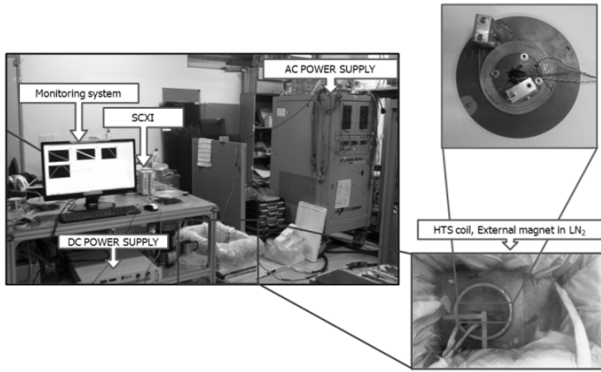 AC POWER SUPPLY
Monitoring system
SCXI
DC POWER SUPPLY
HTS coil, External magnet in LN₂